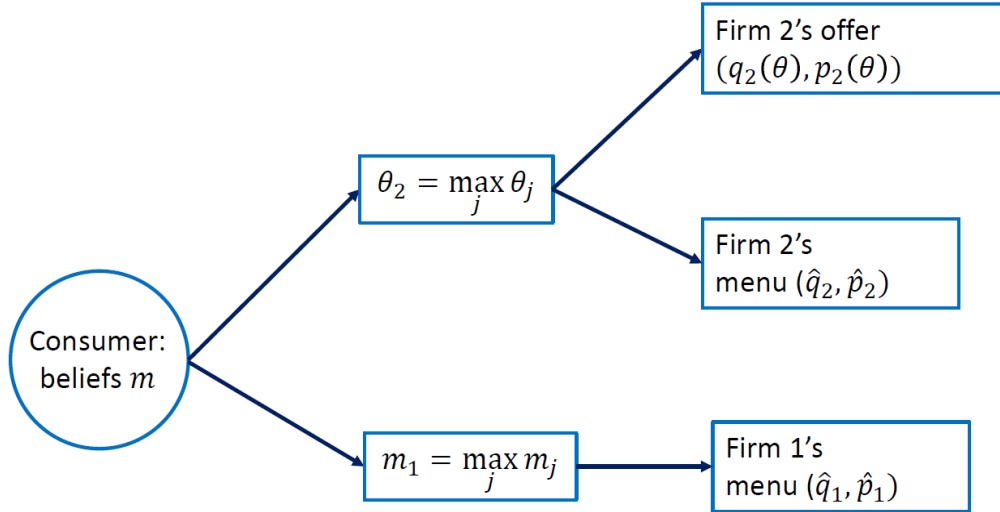 Firm 2's offer
(q₂(θ), p₂(θ))
θ₂ = max θⱼ
j
Firm 2's
menu (q̂₂, p̂₂)
Consumer:
beliefs m
m₁ = max mⱼ
j
Firm 1's
menu (q̂₁, p̂₁)